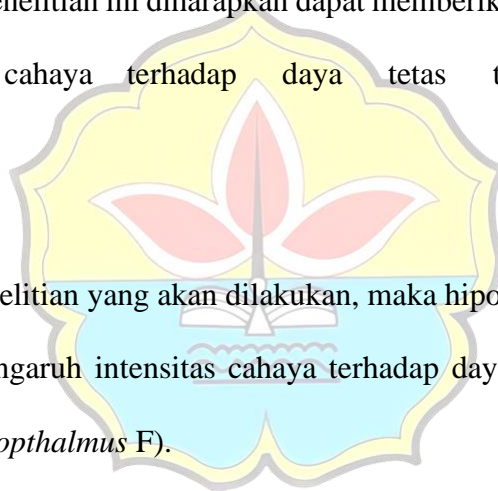 enelitian ini diharapkan dapat memberik
cahaya terhadap daya tetas t
elitian yang akan dilakukan, maka hipo
ngaruh intensitas cahaya terhadap day
opthalmus F).